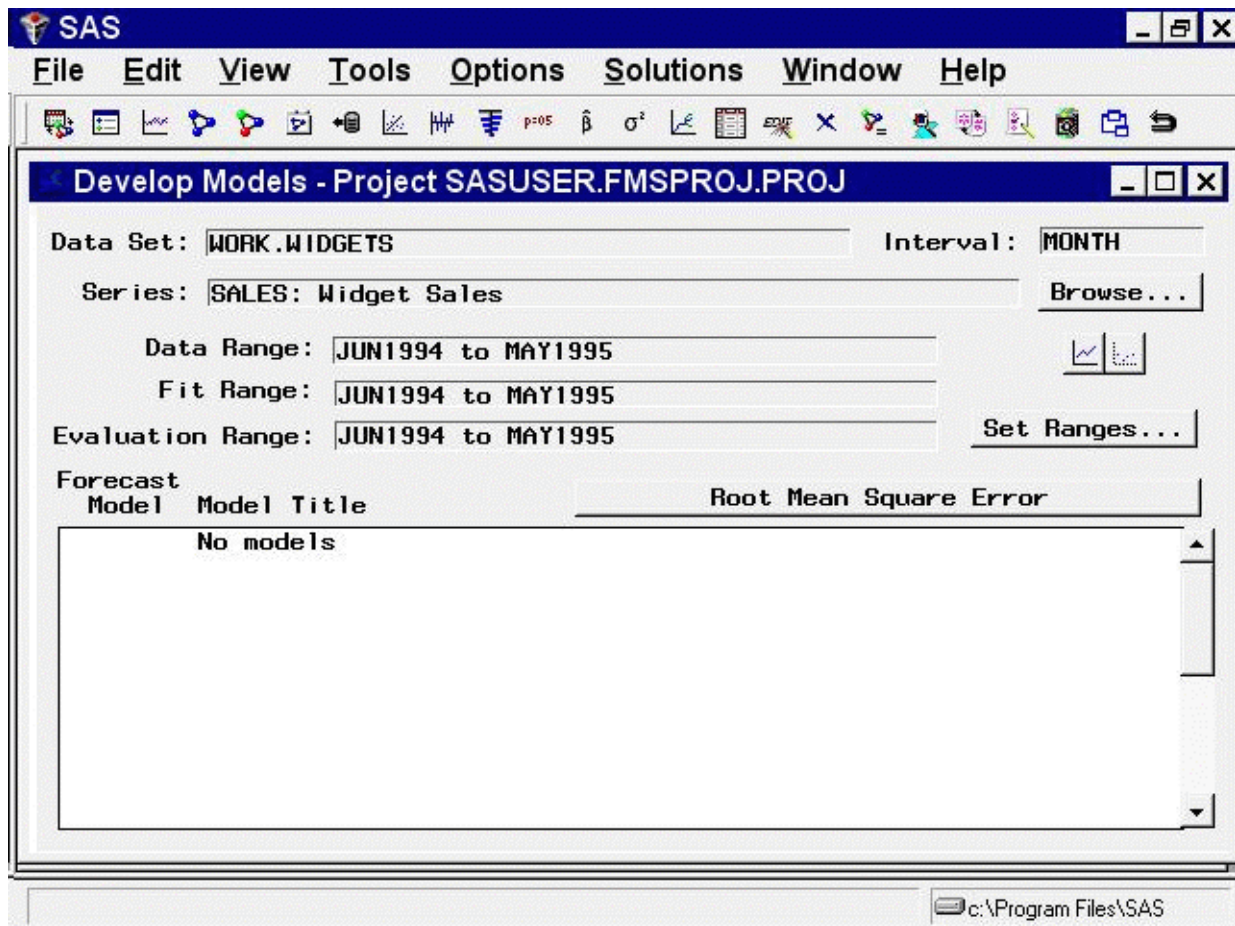 SAS
File Edit View Tools Options Solutions Window Help
p=05 β̂ σ² EDIT
Develop Models - Project SASUSER.FMSPROJ.PROJ
Data Set: WORK.WIDGETS Interval: MONTH
Series: SALES: Widget Sales Browse...
Data Range: JUN1994 to MAY1995
Fit Range: JUN1994 to MAY1995
Evaluation Range: JUN1994 to MAY1995 Set Ranges...
Forecast
Model Model Title Root Mean Square Error
No models
c:\Program Files\SAS